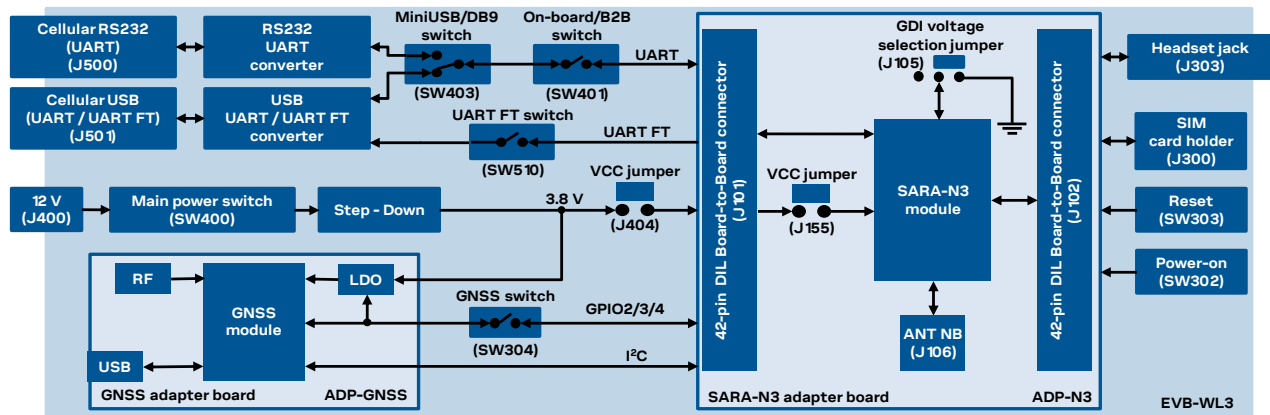 Cellular RS232
(UART)
(J500)
RS232
UART
converter
MiniUSB/DB9
switch
(SW403)
On-board/B2B
switch
(SW401)
UART
Cellular USB
(UART / UART FT)
(J501)
USB
UART / UART FT
converter
UART FT switch
(SW510)
UART FT
12 V
(J400)
Main power switch
(SW400)
Step - Down
3.8 V
VCC jumper
(J404)
RF
GNSS
module
LDO
USB
GNSS adapter board
ADP-GNSS
GNSS switch
(SW304)
GPIO2/3/4
I²C
42-pin DIL Board-to-Board connector
(J101)
VCC jumper
(J155)
GDI voltage
selection jumper
(J105)
SARA-N3
module
ANT NB
(J106)
42-pin DIL Board-to-Board connector
(J102)
SARA-N3 adapter board
ADP-N3
Headset jack
(J303)
SIM
card holder
(J300)
Reset
(SW303)
Power-on
(SW302)
EVB-WL3